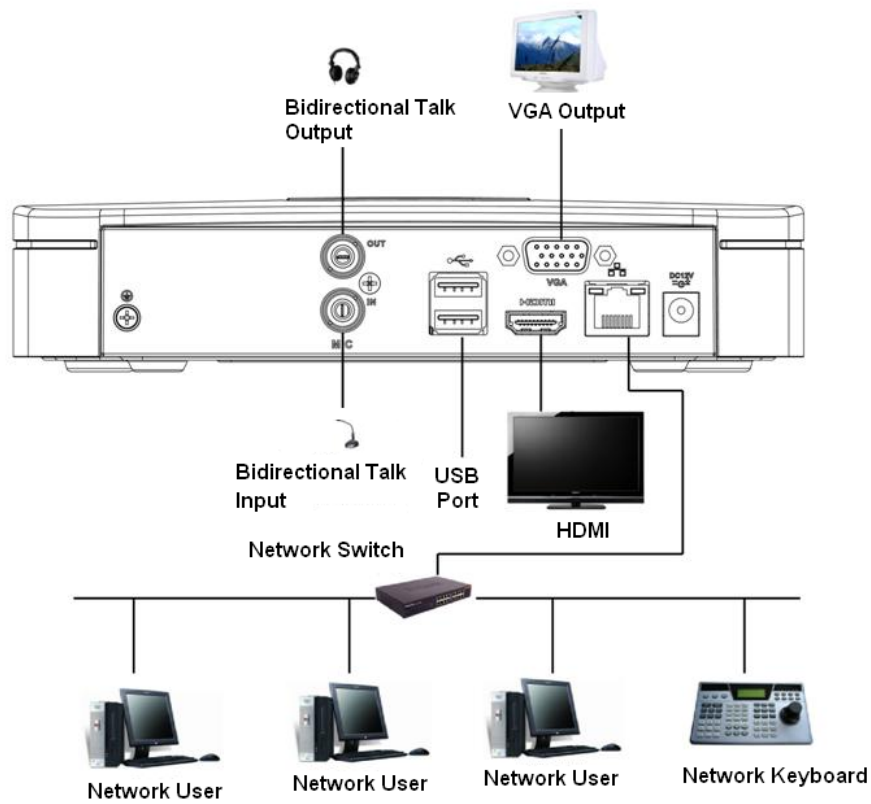 Bidirectional Talk
Output
VGA Output
OUT
IN
MIC
VGA
HDMI
DC12V
Bidirectional Talk
Input
USB
Port
HDMI
Network Switch
Network User
Network User
Network User
Network Keyboard